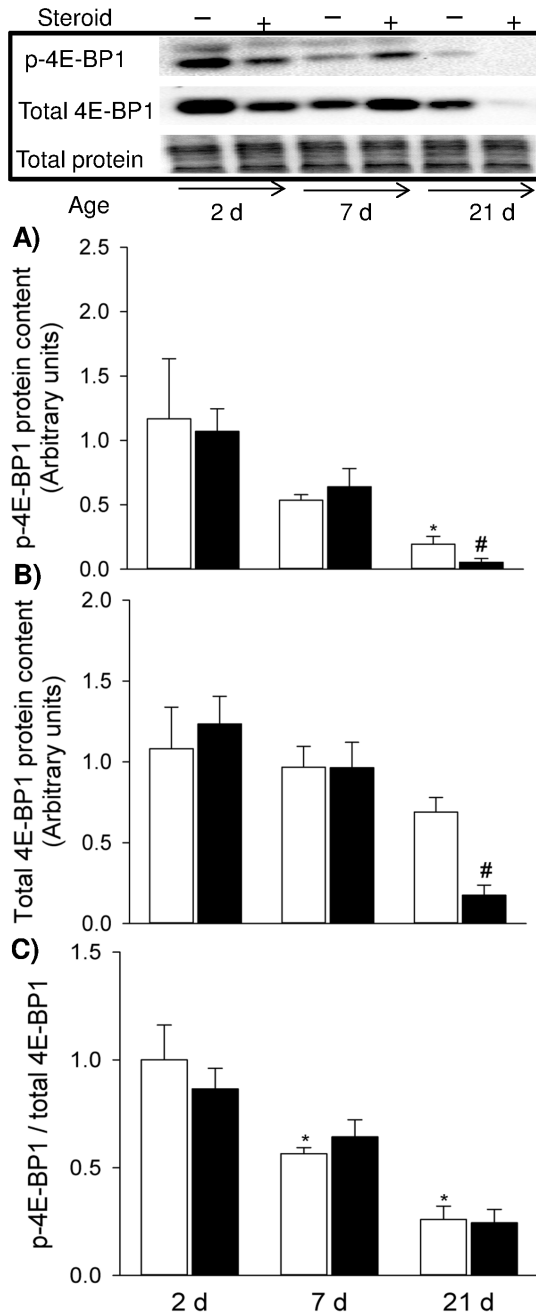 Steroid − + − + − +
p-4E-BP1
Total 4E-BP1
Total protein
Age 2 d 7 d 21 d
A)
p-4E-BP1 protein content
(Arbitrary units)
2.5
2.0
1.5
1.0
0.5
0.0
* #
B)
Total 4E-BP1 protein content
(Arbitrary units)
2.0
1.5
1.0
0.5
0.0
#
C)
p-4E-BP1 / total 4E-BP1
1.5
1.0
0.5
0.0
* *
2 d 7 d 21 d